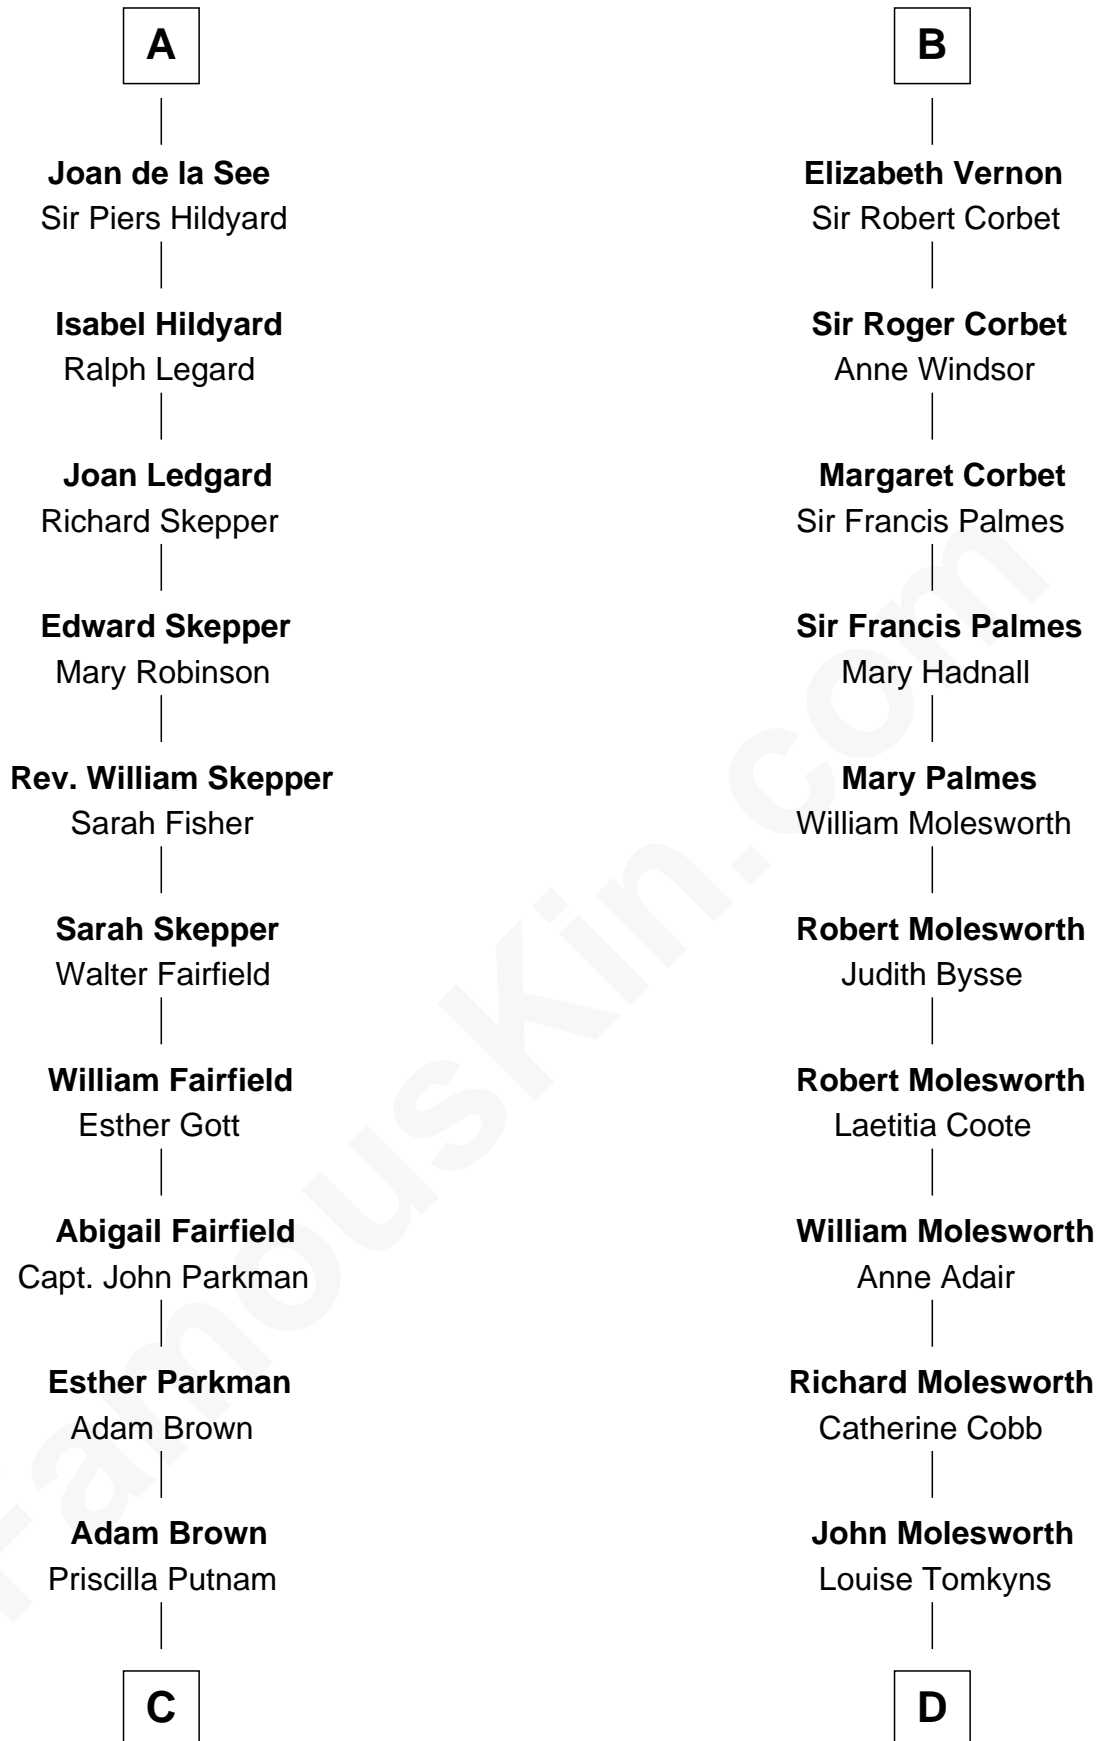 A
Joan de la See
Sir Piers Hildyard
Isabel Hildyard
Ralph Legard
Joan Ledgard
Richard Skepper
Edward Skepper
Mary Robinson
Rev. William Skepper
Sarah Fisher
Sarah Skepper
Walter Fairfield
William Fairfield
Esther Gott
Abigail Fairfield
Capt. John Parkman
Esther Parkman
Adam Brown
Adam Brown
Priscilla Putnam
C
B
Elizabeth Vernon
Sir Robert Corbet
Sir Roger Corbet
Anne Windsor
Margaret Corbet
Sir Francis Palmes
Sir Francis Palmes
Mary Hadnall
Mary Palmes
William Molesworth
Robert Molesworth
Judith Bysse
Robert Molesworth
Laetitia Coote
William Molesworth
Anne Adair
Richard Molesworth
Catherine Cobb
John Molesworth
Louise Tomkyns
D
FamousKin.com